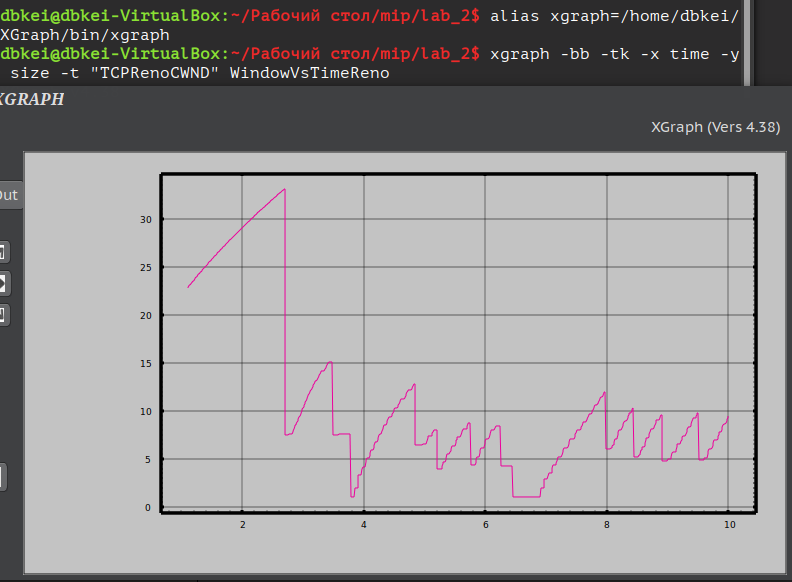 dbkei@dbkei-VirtualBox:~/Рабочий стол/mip/lab_2$ alias xgraph=/home/dbkei/
XGraph/bin/xgraph
dbkei@dbkei-VirtualBox:~/Рабочий стол/mip/lab_2$ xgraph -bb -tk -x time -y
size -t "TCPRenoCWND" WindowVsTimeReno
XGRAPH
XGraph (Vers 4.38)
Out
30
25
20
15
10
5
0
2 4 6 8 10